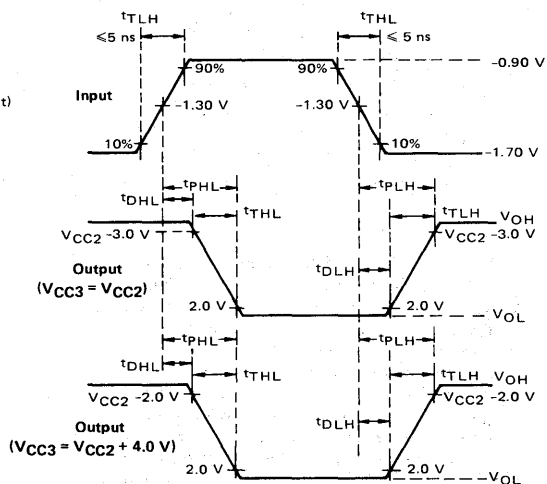 tTLH tTHL
≤5 ns ≤ 5 ns
90% 90% -0.90 V
t)
Input -1.30 V -1.30 V
10% 10% -1.70 V
tPHL tPLH
tDHL tTHL tTLH VOH
VCC2 -3.0 V VCC2 -3.0 V
Output tDLH
(VCC3 = VCC2)
2.0 V 2.0 V
VOL
tPHL tPLH
tDHL tTHL tTLH VOH
VCC2 -2.0 V VCC2 -2.0 V
Output tDLH
(VCC3 = VCC2 + 4.0 V)
2.0 V 2.0 V
VOL